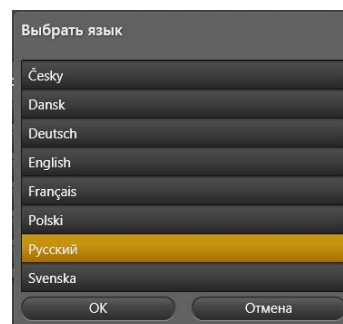 Выбрать язык
Česky
Dansk
Deutsch
English
Français
Polski
Русский
Svenska
OK Отмена